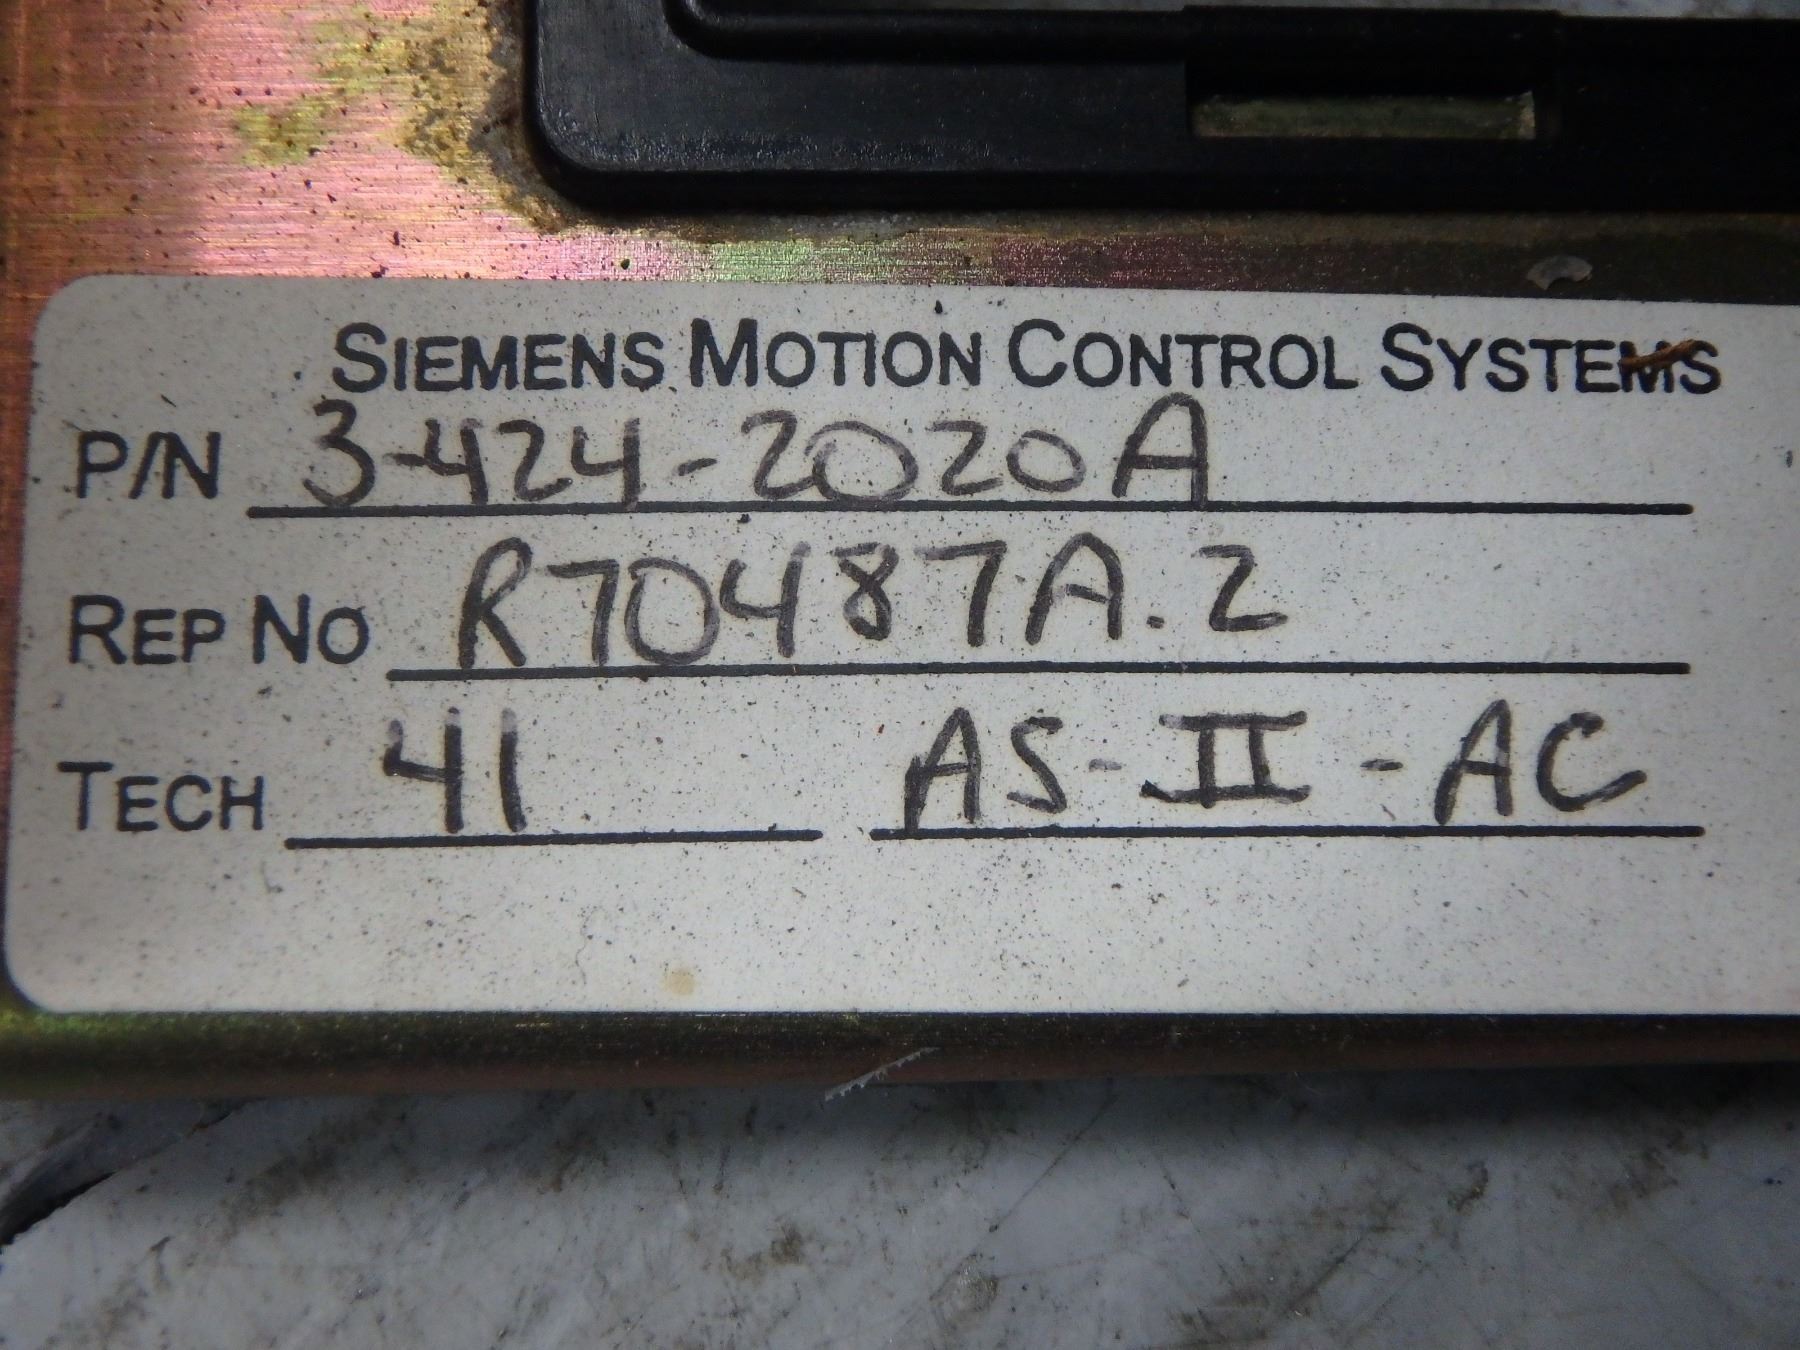 SIEMENS MOTION CONTROL SYSTEMS
P/N 3-424-2020A
REP NO R70487A.2
TECH 41 AS-II-AC